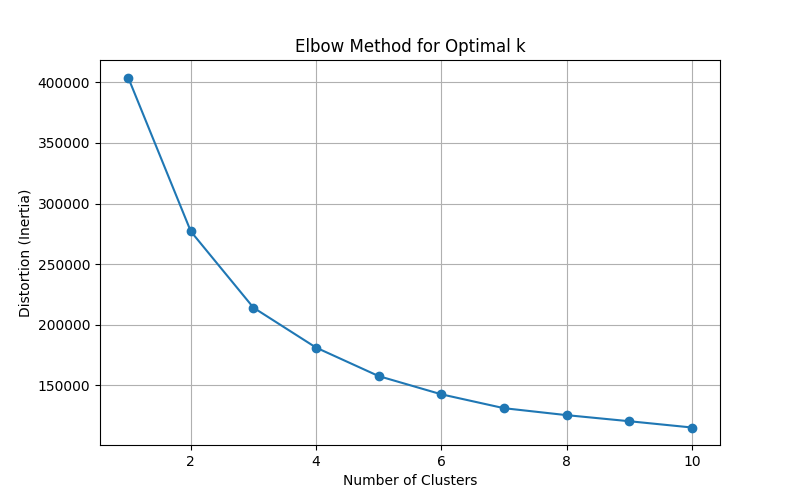 Elbow Method for Optimal k
400000
350000
300000
250000
200000
150000
Distortion (Inertia)
2 4 6 8 10
Number of Clusters